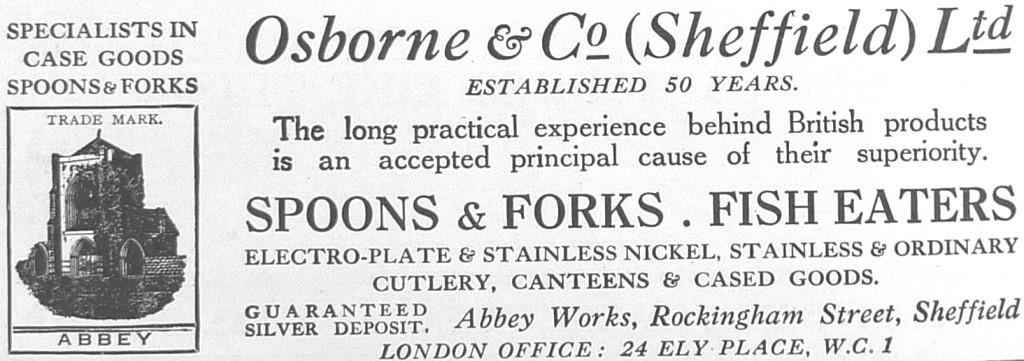 SPECIALISTS IN
CASE GOODS
SPOONS & FORKS
TRADE MARK.
ABBEY
Osborne & Co (Sheffield) Ltd
ESTABLISHED 50 YEARS.
The long practical experience behind British products
is an accepted principal cause of their superiority.
SPOONS & FORKS . FISH EATERS
ELECTRO-PLATE & STAINLESS NICKEL, STAINLESS & ORDINARY
CUTLERY, CANTEENS & CASED GOODS.
GUARANTEED
SILVER DEPOSIT.
Abbey Works, Rockingham Street, Sheffield
LONDON OFFICE: 24 ELY PLACE, W.C. 1